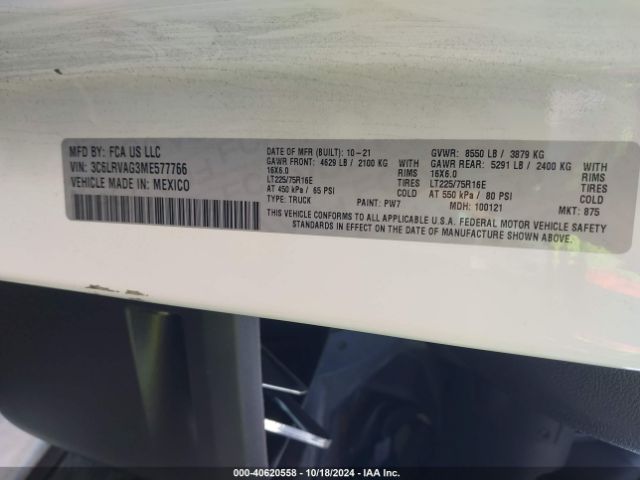 MFD BY: FCA US LLC
VIN: 3C6LRVAG3ME577766
VEHICLE MADE IN: MEXICO
DATE OF MFR (BUILT): 10-21
GVWR: 8550 LB / 3879 KG
GAWR FRONT: 4629 LB / 2100 KG
GAWR REAR: 5291 LB / 2400 KG
16X6.0 RIMS
16X6.0 RIMS
LT225/75R16E TIRES
LT225/75R16E TIRES
AT 450 kPa / 65 PSI COLD
AT 550 kPa / 80 PSI COLD
TYPE: TRUCK
PAINT: PW7
MDH: 100121
MKT: 875
THIS VEHICLE CONFORMS TO ALL APPLICABLE U.S.A. FEDERAL MOTOR VEHICLE SAFETY
STANDARDS IN EFFECT ON THE DATE OF MANUFACTURE SHOWN ABOVE.
000-40620558 - 10/18/2024 - IAA Inc.